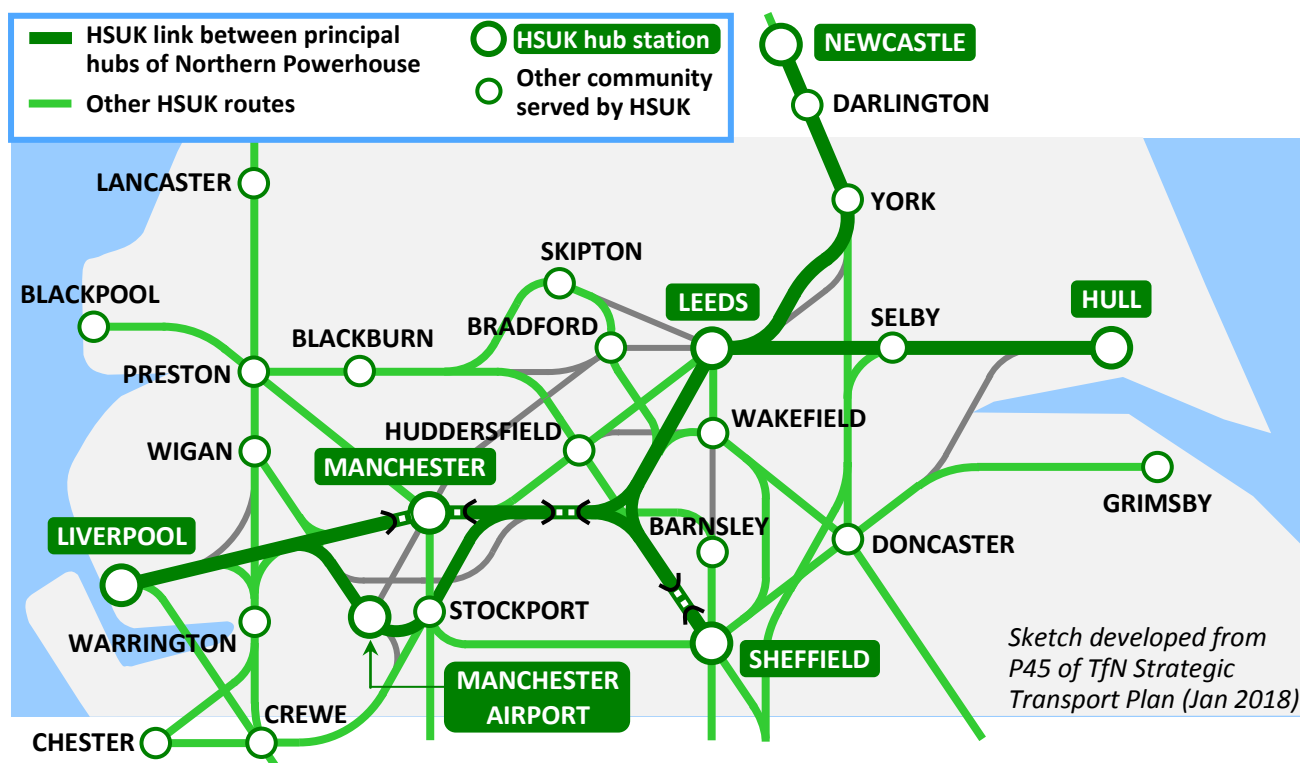 HSUK link between principal
hubs of Northern Powerhouse
Other HSUK routes
HSUK hub station
Other community
served by HSUK
NEWCASTLE
DARLINGTON
LANCASTER
YORK
SKIPTON
BLACKPOOL
LEEDS
HULL
SELBY
BRADFORD
BLACKBURN
PRESTON
WAKEFIELD
HUDDERSFIELD
WIGAN
MANCHESTER
GRIMSBY
BARNSLEY
LIVERPOOL
DONCASTER
STOCKPORT
WARRINGTON
SHEFFIELD
Sketch developed from
P45 of TfN Strategic
Transport Plan (Jan 2018)
MANCHESTER
AIRPORT
CREWE
CHESTER